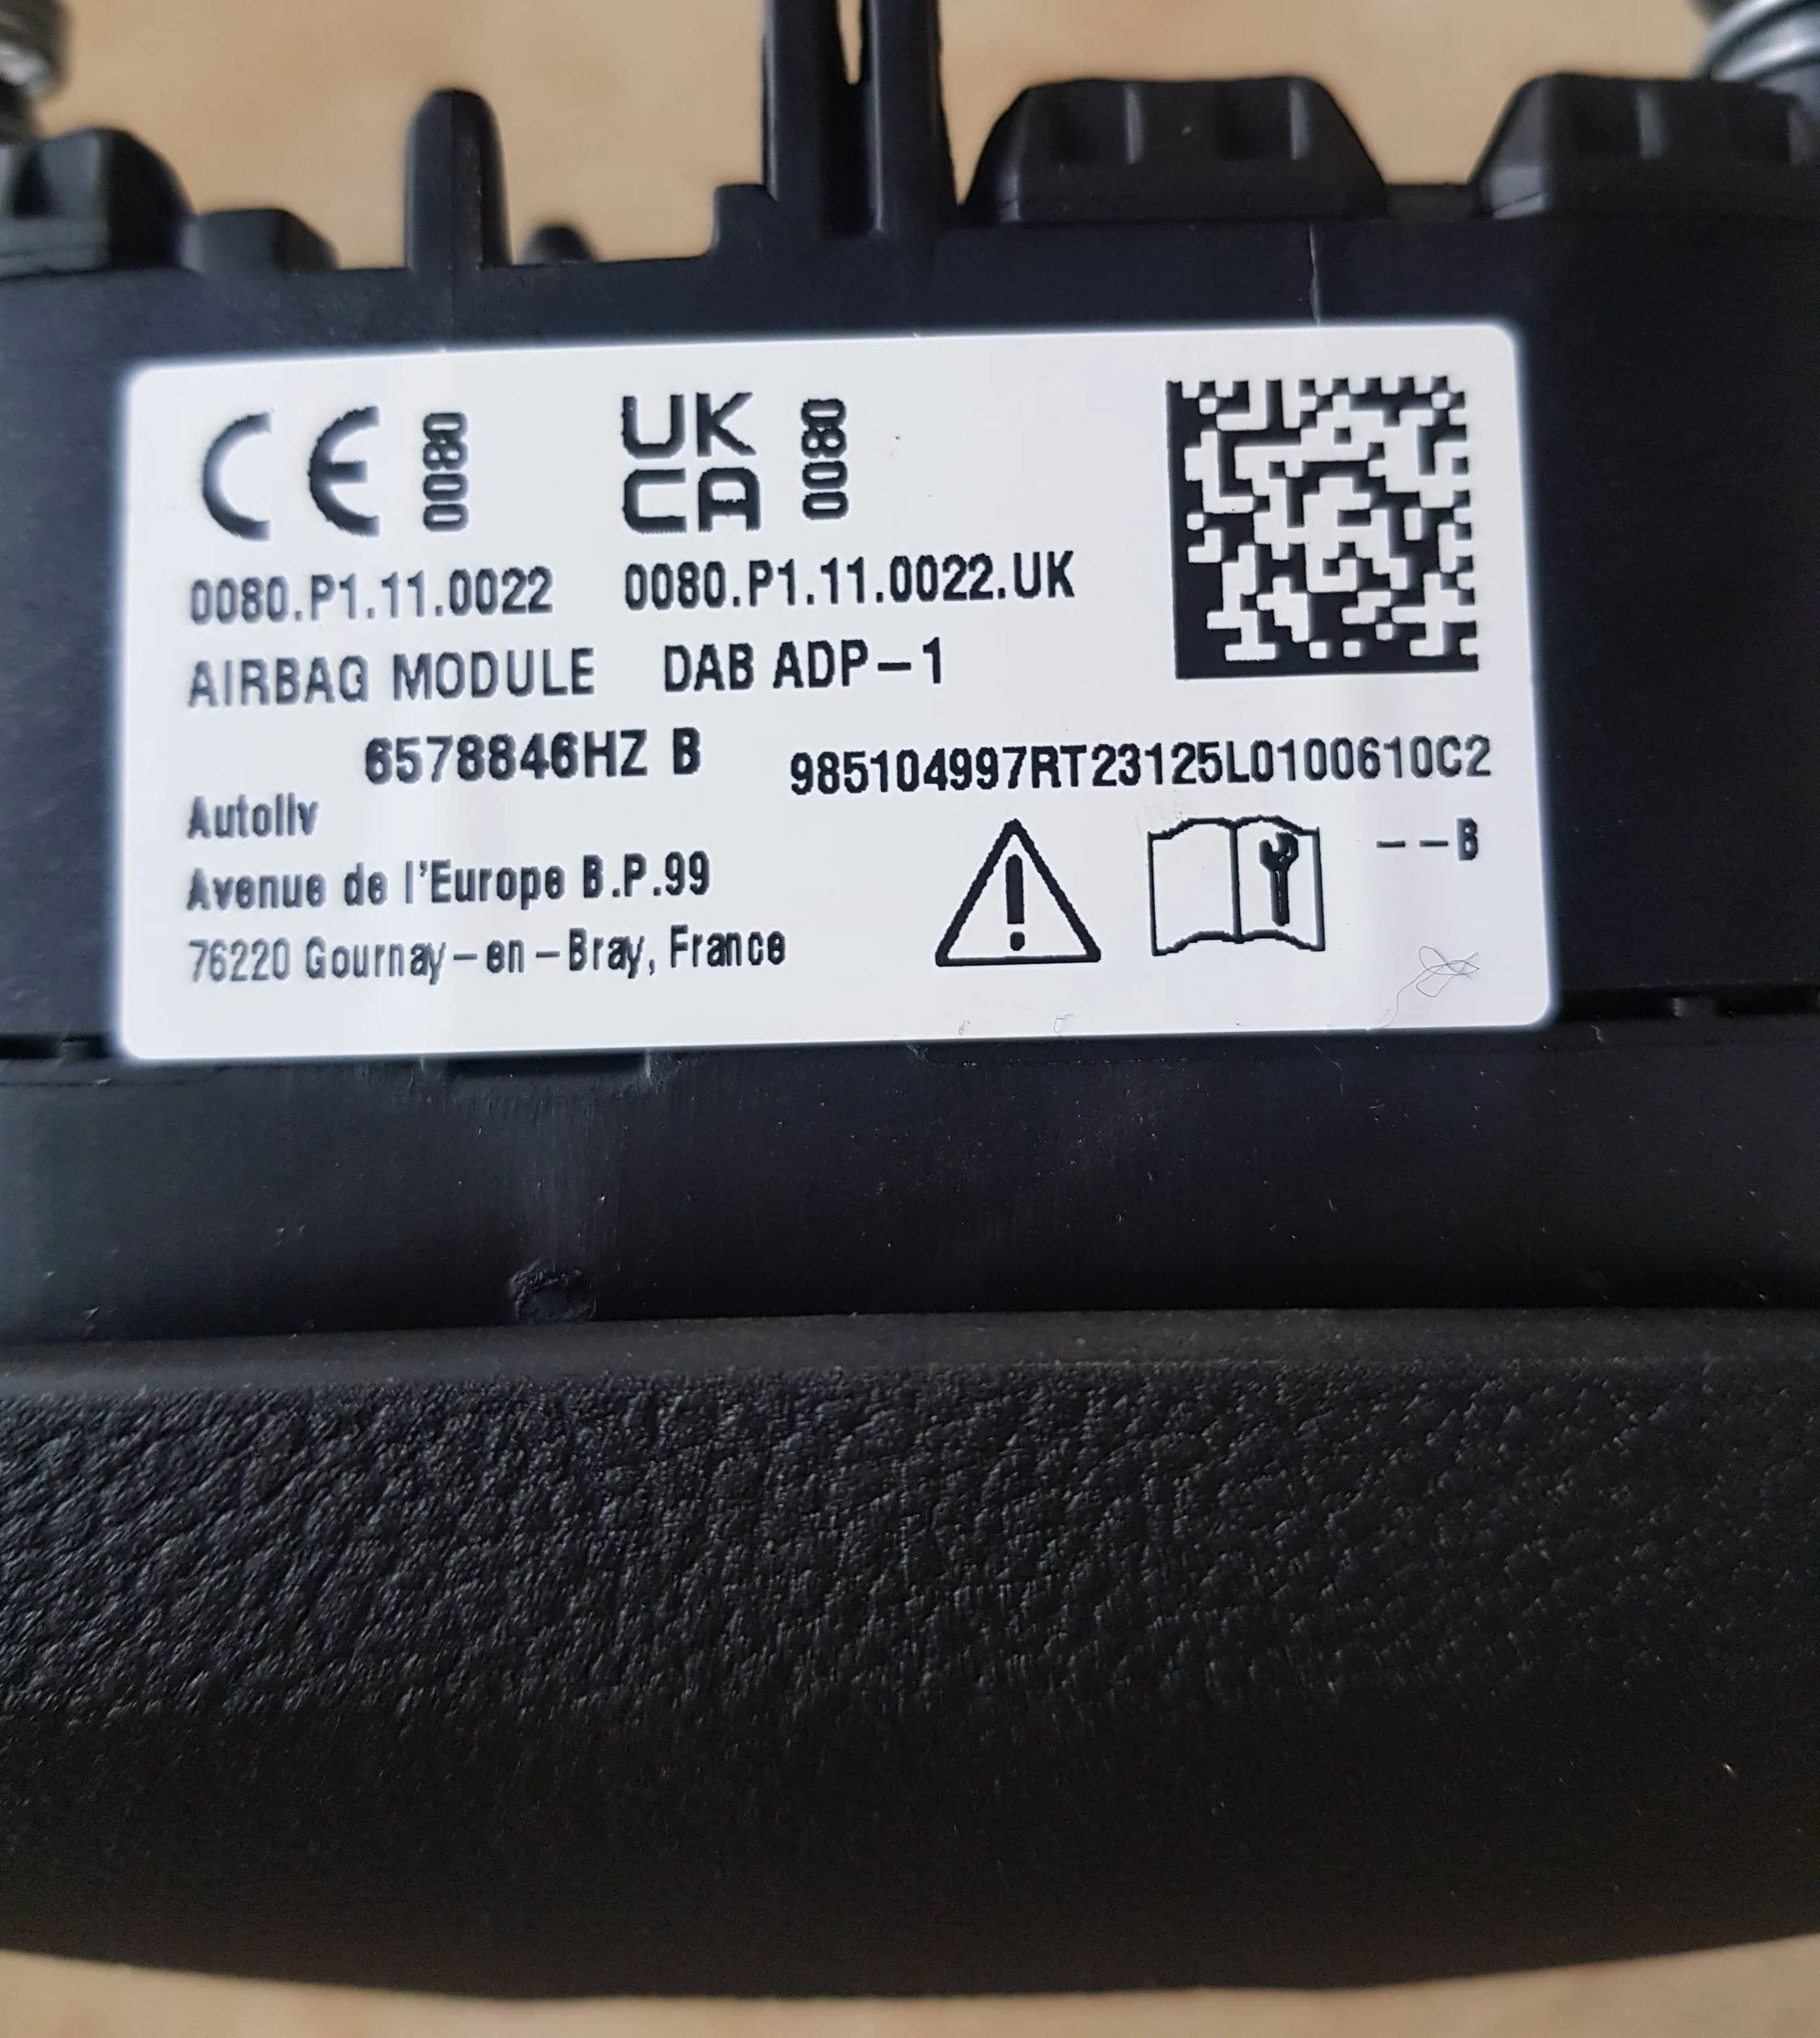 CE 0080 UK CA 0080
0080.P1.11.0022 0080.P1.11.0022.UK
AIRBAG MODULE DAB ADP-1
6578846HZ B 985104997RT23125L0100610C2
Autoliv
--B
Avenue de l'Europe B.P.99
76220 Gournay-en-Bray, France